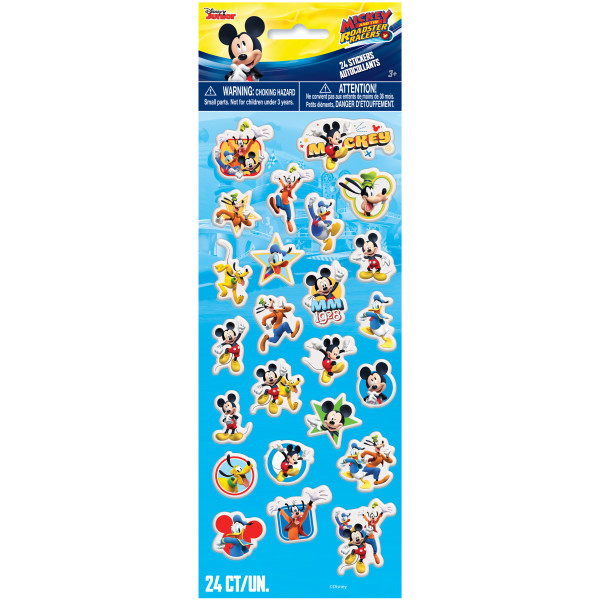 Disney
Junior
MICKEY
AND THE
ROADSTER
RACERS
24 STICKERS
AUTOCOLLANTS
3+
WARNING: CHOKING HAZARD
Small parts. Not for children under 3 years.
ATTENTION!
Ne convient pas aux enfants de moins de 36 mois.
Petits éléments. DANGER D'ÉTOUFFEMENT.
MICKEY
MM
1928
24 CT/UN.
©Disney